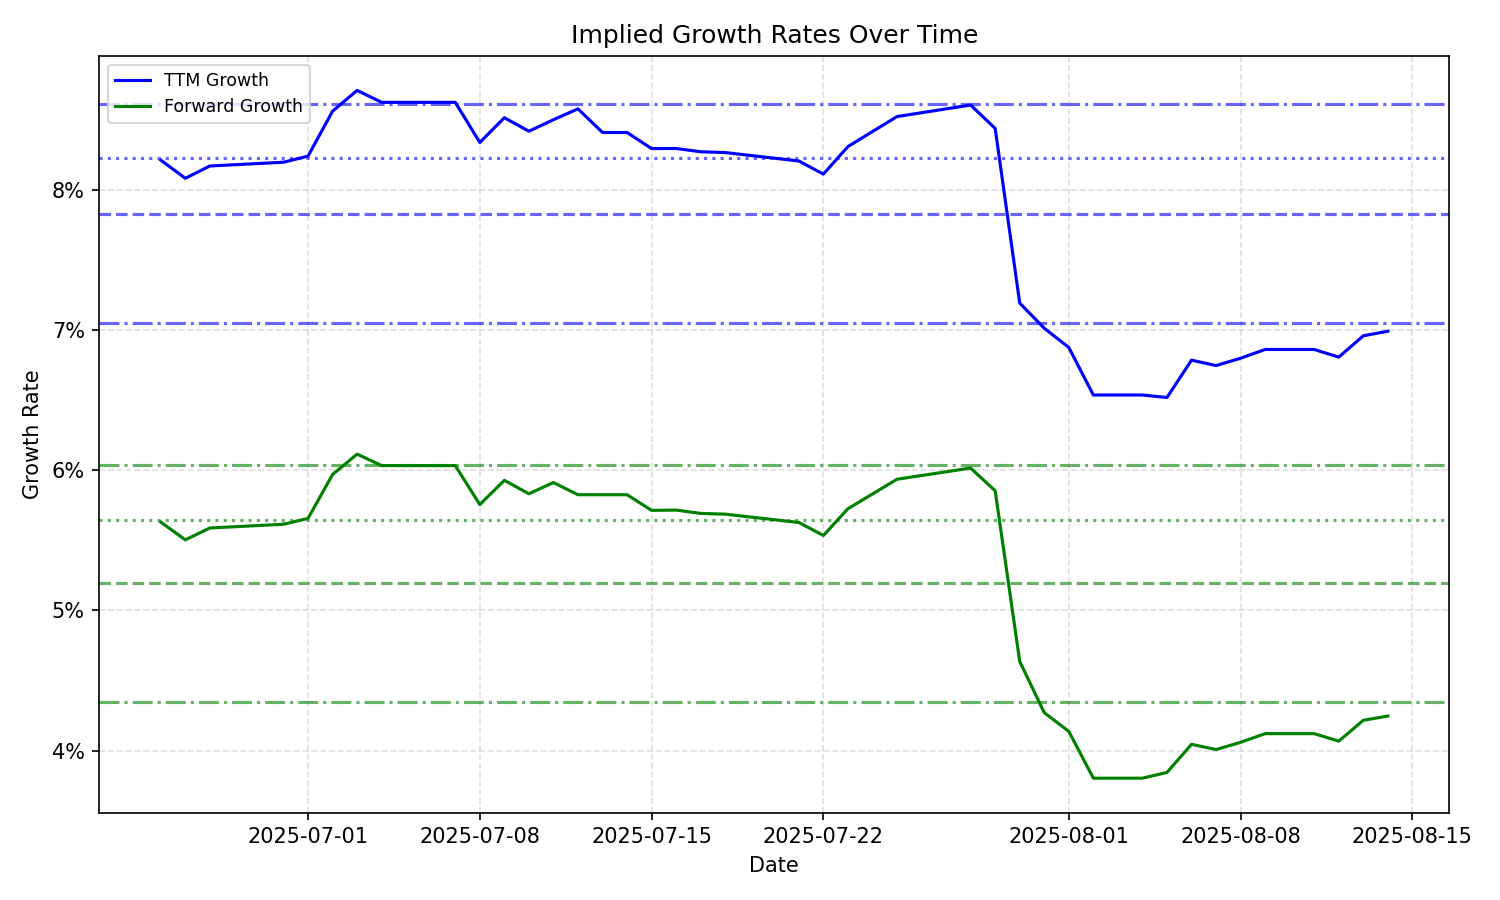 Implied Growth Rates Over Time
TTM Growth
Forward Growth
8%
7%
6%
5%
4%
Growth Rate
2025-07-01
2025-07-08
2025-07-15
2025-07-22
2025-08-01
2025-08-08
2025-08-15
Date